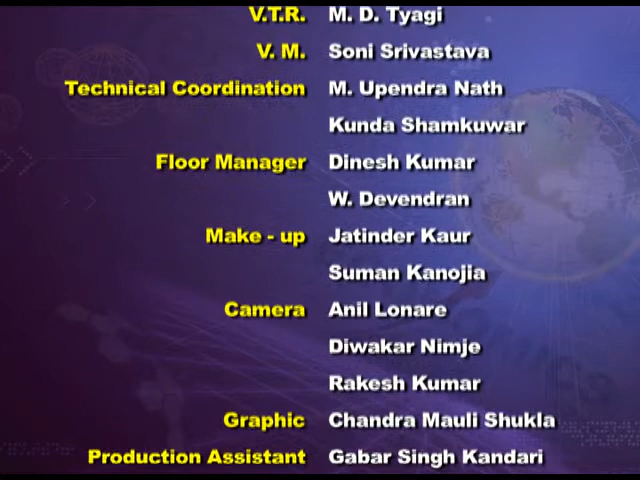 V.T.R. M. D. Tyagi
V. M. Soni Srivastava
Technical Coordination M. Upendra Nath
Kunda Shamkuwar
Floor Manager Dinesh Kumar
W. Devendran
Make - up Jatinder Kaur
Suman Kanojia
Camera Anil Lonare
Diwakar Nimje
Rakesh Kumar
Graphic Chandra Mauli Shukla
Production Assistant Gabar Singh Kandari